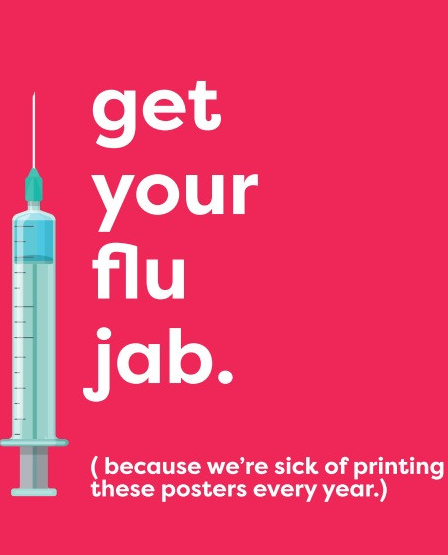 get
your
flu
jab.
( because we're sick of printing
these posters every year.)